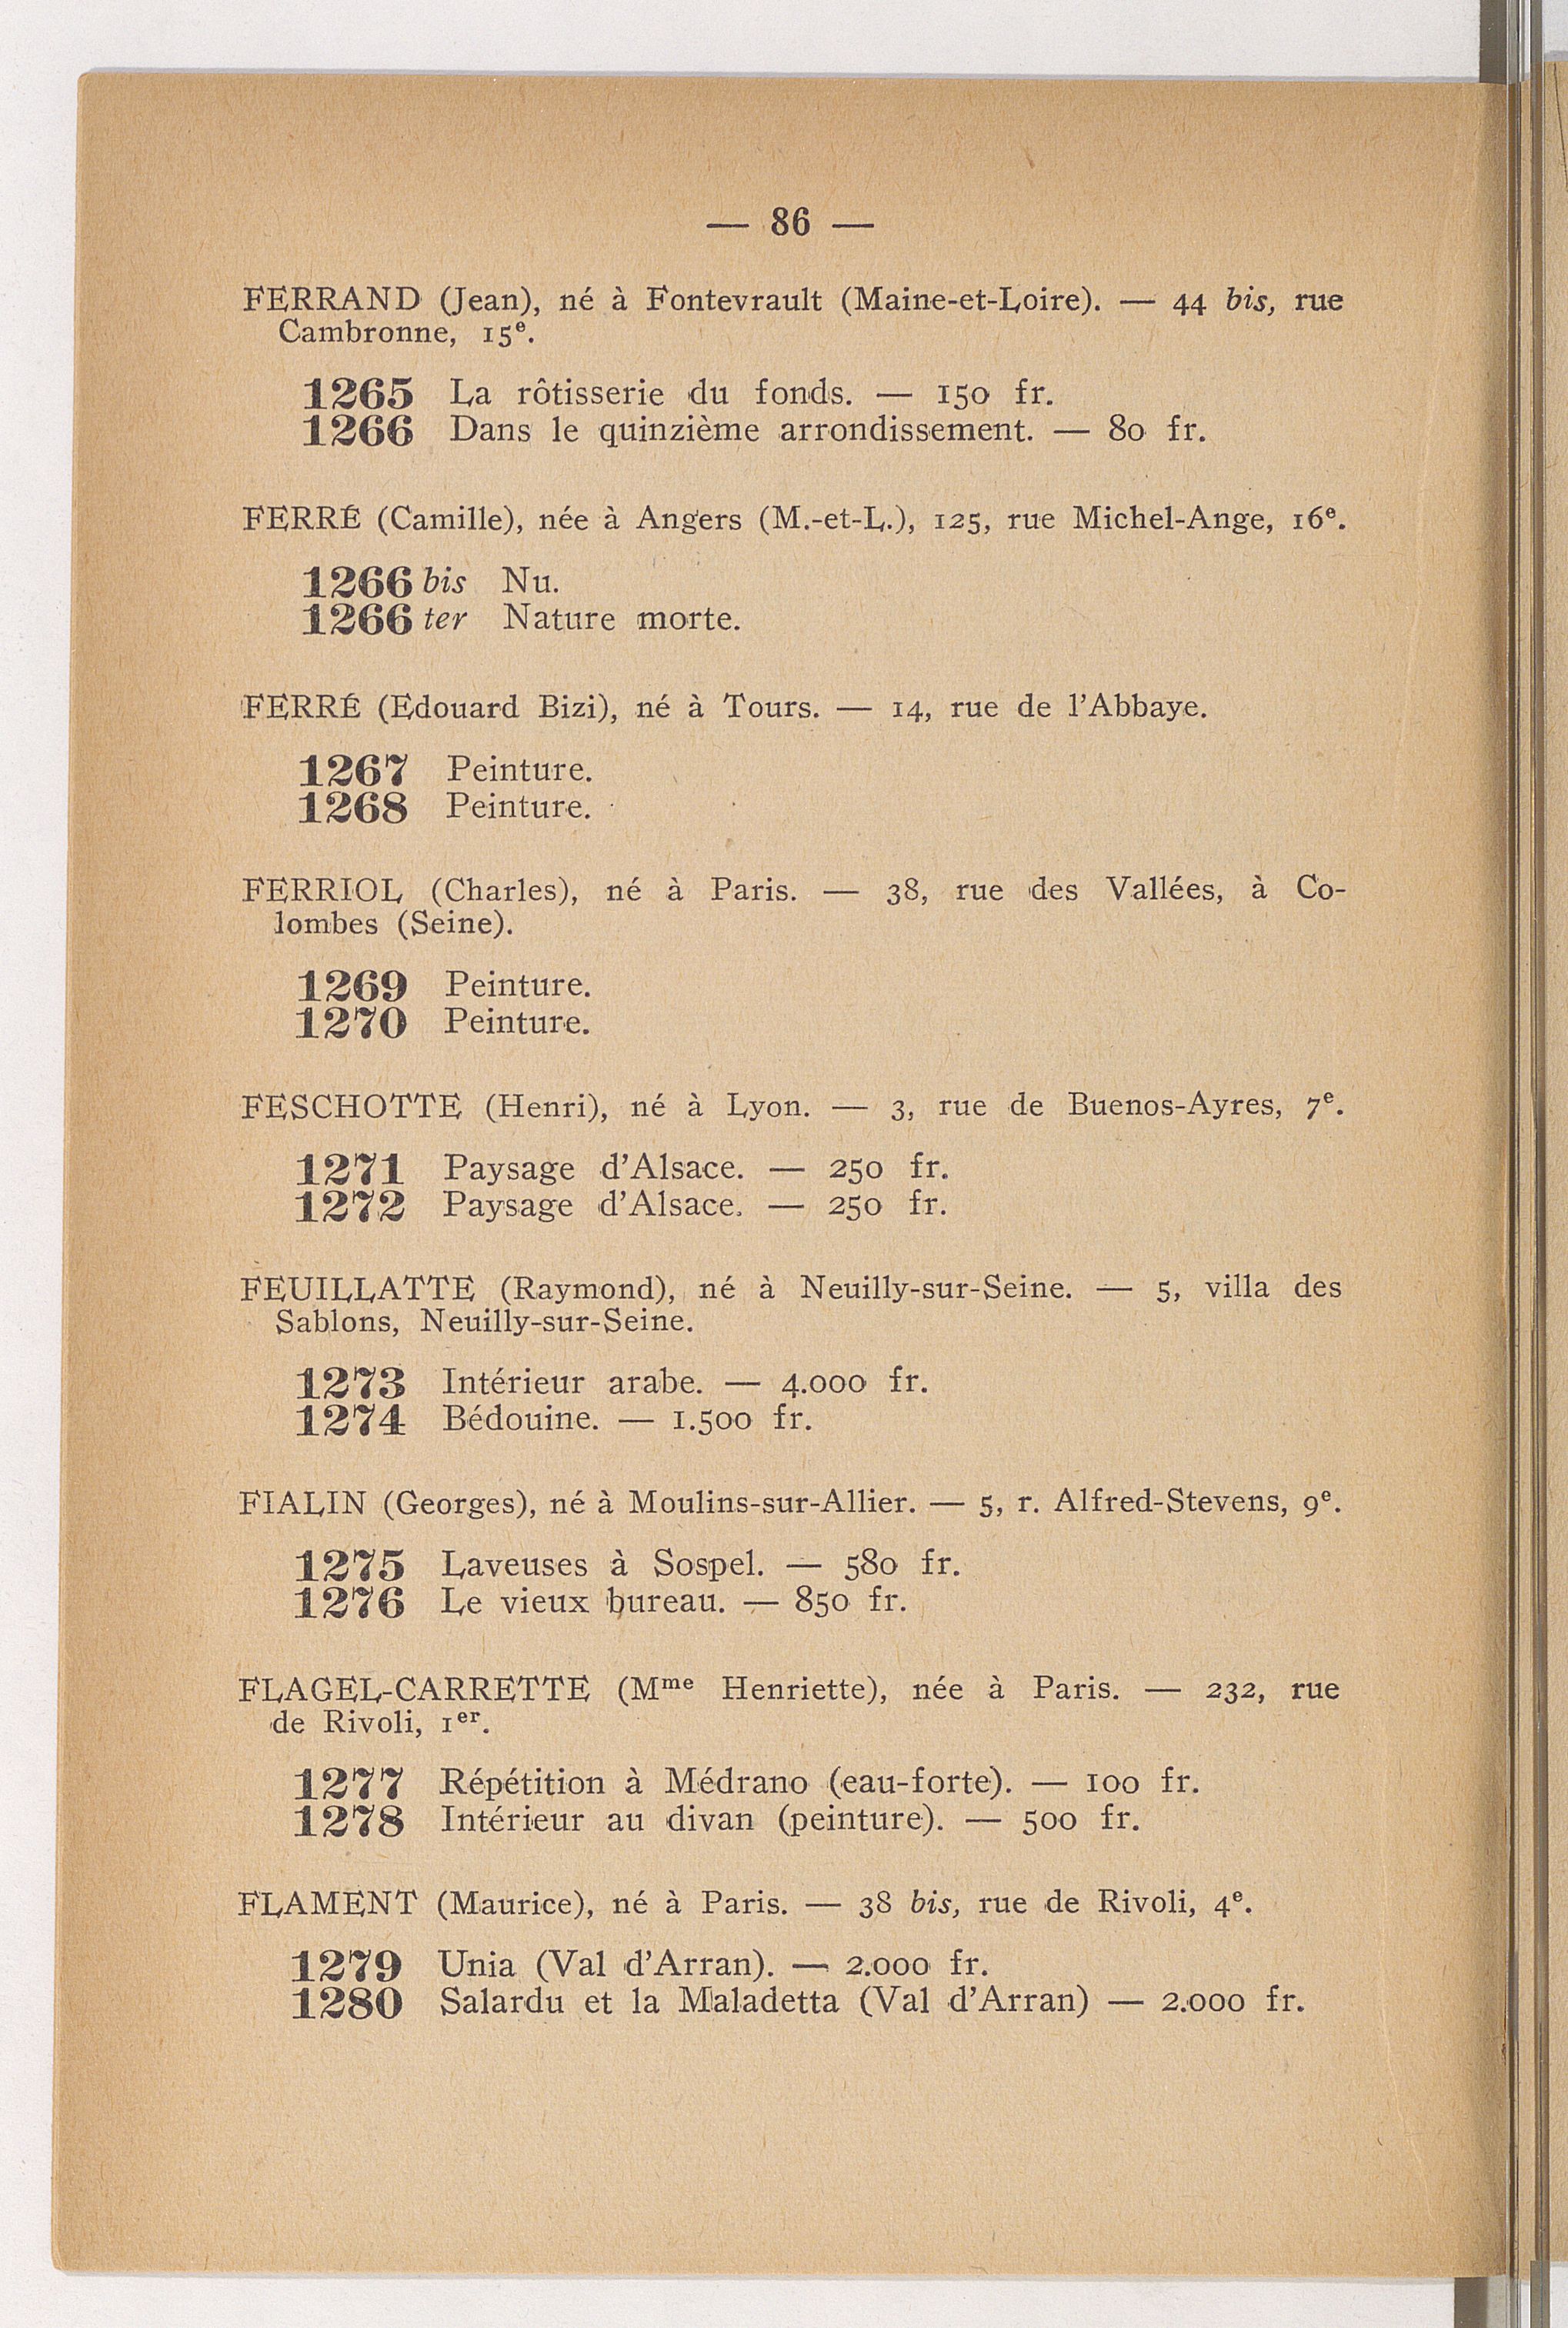 — 86 —
FERRAND (Jean), né à Fontevrault (Maine-et-Loire). — 44 bis, rue
Cambronne, 15e.
1265 La rôtisserie du fonds. — 150 fr.
1266 Dans le quinzième arrondissement. — 80 fr.
FERRÉ (Camille), née à Angers (M.-et-L.), 125, rue Michel-Ange, 16e.
1266 bis Nu.
1266 ter Nature morte.
FERRÉ (Edouard Bizi), né à Tours. — 14, rue de l'Abbaye.
1267 Peinture.
1268 Peinture.
FERRIOL (Charles), né à Paris. — 38, rue des Vallées, à Co-
lombes (Seine).
1269 Peinture.
1270 Peinture.
FESCHOTTE (Henri), né à Lyon. — 3, rue de Buenos-Ayres, 7e.
1271 Paysage d'Alsace. — 250 fr.
1272 Paysage d'Alsace. — 250 fr.
FEUILLATTE (Raymond), né à Neuilly-sur-Seine. — 5, villa des
Sablons, Neuilly-sur-Seine.
1273 Intérieur arabe. — 4.000 fr.
1274 Bédouine. — 1.500 fr.
FIALIN (Georges), né à Moulins-sur-Allier. — 5, r. Alfred-Stevens, 9e.
1275 Laveuses à Sospel. — 580 fr.
1276 Le vieux bureau. — 850 fr.
FLAGEL-CARRETTE (Mme Henriette), née à Paris. — 232, rue
de Rivoli, 1er.
1277 Répétition à Médrano (eau-forte). — 100 fr.
1278 Intérieur au divan (peinture). — 500 fr.
FLAMENT (Maurice), né à Paris. — 38 bis, rue de Rivoli, 4e.
1279 Unia (Val d'Arran). — 2.000 fr.
1280 Salardu et la Maladetta (Val d'Arran) — 2.000 fr.